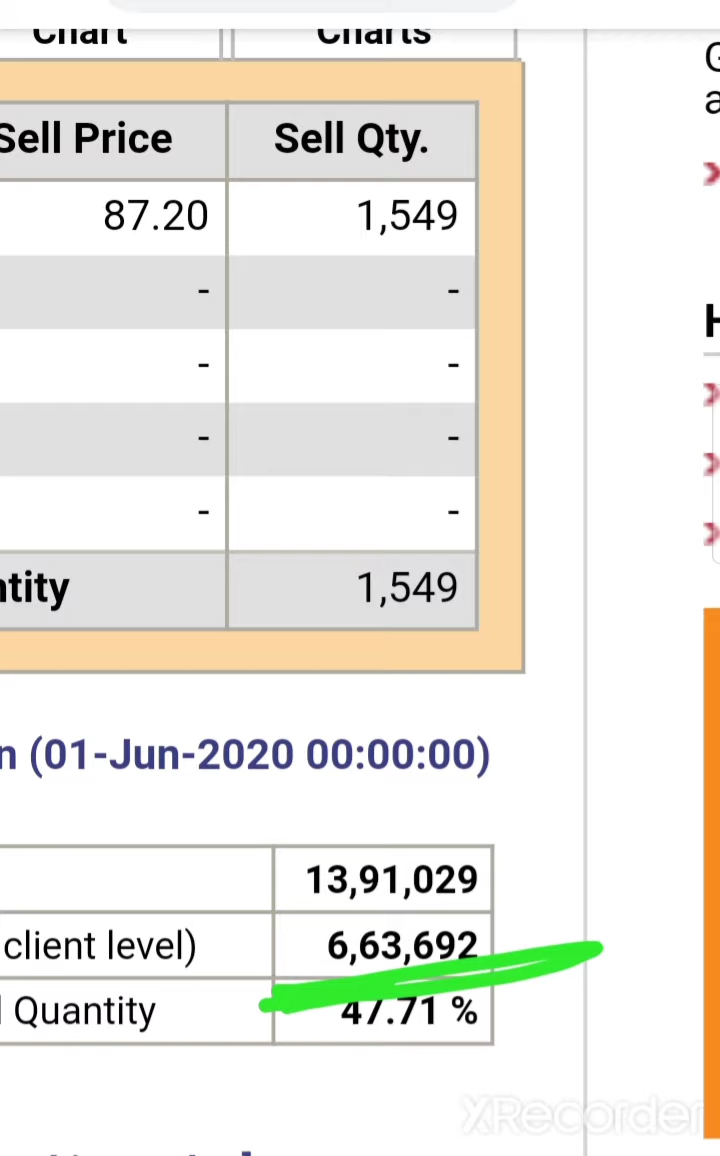 Chart Charts
Sell Price Sell Qty.
87.20 1,549
- -
- -
- -
- -
ntity 1,549
n (01-Jun-2020 00:00:00)
13,91,029
client level) 6,63,692
Quantity 47.71 %
XRecorder